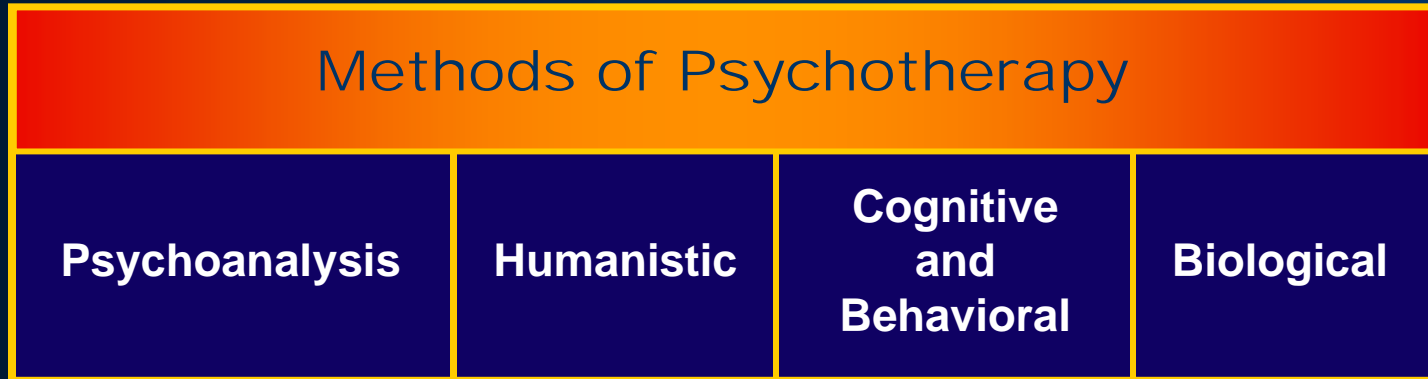 Methods of Psychotherapy
Psychoanalysis
Humanistic
Cognitive
and
Behavioral
Biological